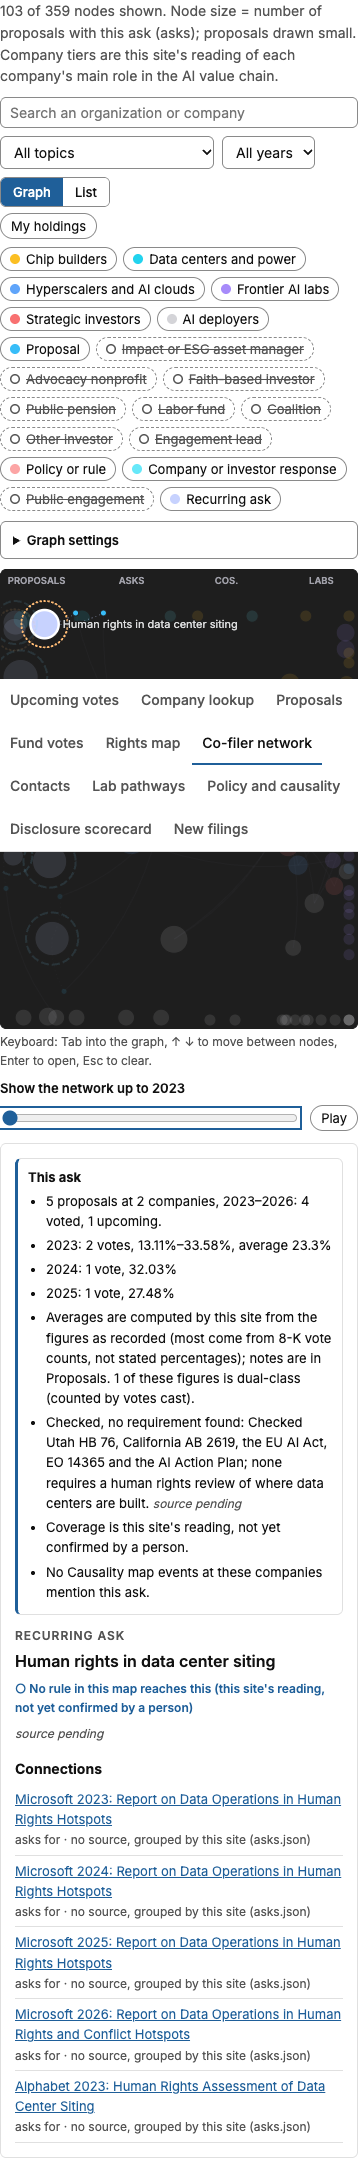 103 of 359 nodes shown. Node size = number of
proposals with this ask (asks); proposals drawn small.
Company tiers are this site's reading of each
company's main role in the AI value chain.
Search an organization or company
All topics
All years
Graph
List
My holdings
Chip builders
Data centers and power
Hyperscalers and AI clouds
Frontier AI labs
Strategic investors
AI deployers
Proposal
Impact or ESG asset manager
Advocacy nonprofit
Faith-based investor
Public pension
Labor fund
Coalition
Other investor
Engagement lead
Policy or rule
Company or investor response
Public engagement
Recurring ask
▶ Graph settings
PROPOSALS
ASKS
COS.
LABS
Human rights in data center siting
Upcoming votes
Company lookup
Proposals
Fund votes
Rights map
Co-filer network
Contacts
Lab pathways
Policy and causality
Disclosure scorecard
New filings
Keyboard: Tab into the graph, ↑ ↓ to move between nodes,
Enter to open, Esc to clear.
Show the network up to 2023
Play
This ask
• 5 proposals at 2 companies, 2023–2026: 4
voted, 1 upcoming.
• 2023: 2 votes, 13.11%–33.58%, average 23.3%
• 2024: 1 vote, 32.03%
• 2025: 1 vote, 27.48%
• Averages are computed by this site from the
figures as recorded (most come from 8-K vote
counts, not stated percentages); notes are in
Proposals. 1 of these figures is dual-class
(counted by votes cast).
• Checked, no requirement found: Checked
Utah HB 76, California AB 2619, the EU AI Act,
EO 14365 and the AI Action Plan; none
requires a human rights review of where data
centers are built. source pending
• Coverage is this site's reading, not yet
confirmed by a person.
• No Causality map events at these companies
mention this ask.
RECURRING ASK
Human rights in data center siting
○ No rule in this map reaches this (this site's reading,
not yet confirmed by a person)
source pending
Connections
Microsoft 2023: Report on Data Operations in Human
Rights Hotspots
asks for · no source, grouped by this site (asks.json)
Microsoft 2024: Report on Data Operations in Human
Rights Hotspots
asks for · no source, grouped by this site (asks.json)
Microsoft 2025: Report on Data Operations in Human
Rights Hotspots
asks for · no source, grouped by this site (asks.json)
Microsoft 2026: Report on Data Operations in Human
Rights and Conflict Hotspots
asks for · no source, grouped by this site (asks.json)
Alphabet 2023: Human Rights Assessment of Data
Center Siting
asks for · no source, grouped by this site (asks.json)